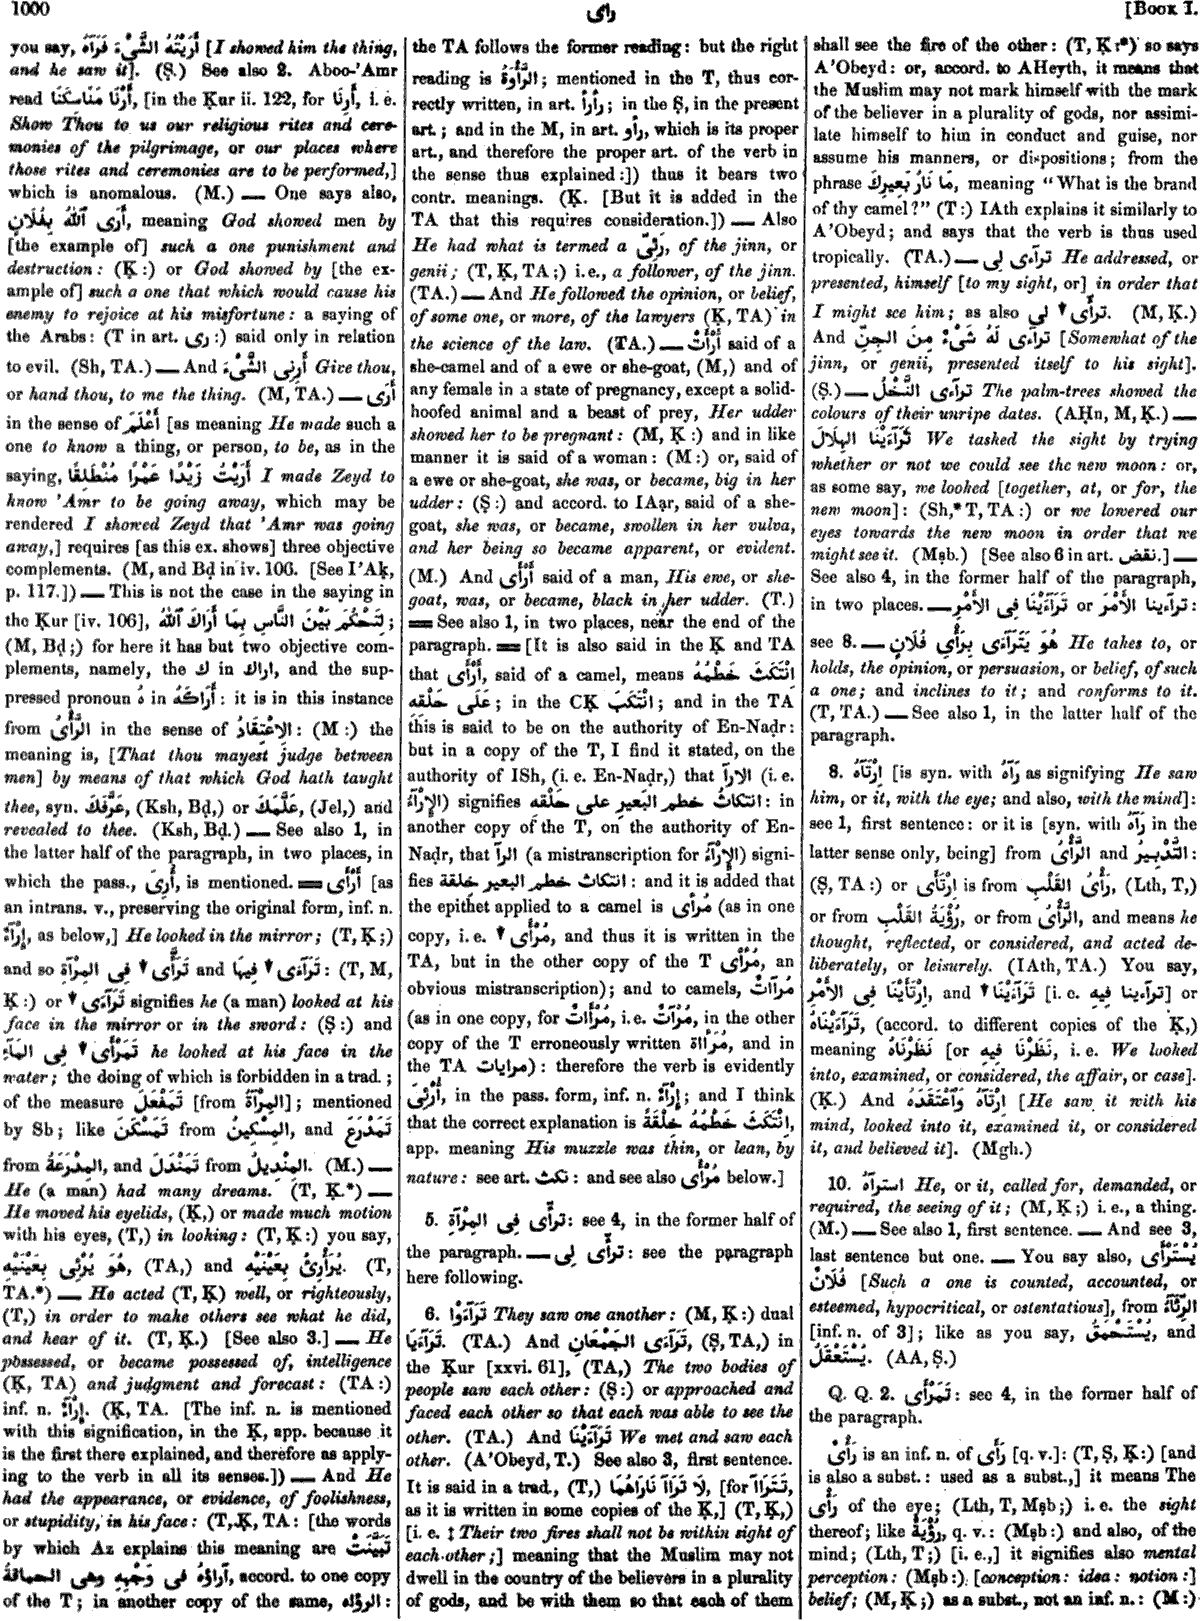 1000
رأى
[Book I.
you say, أَرَيْتُهُ الشَّىْءَ فَرَآهُ [I showed him the thing,
and he saw it]. (Ṣ.) See also 2. Aboo-'Amr
read أَرْنَا مَنَاسِكَنَا, [in the Ḳur ii. 122, for أَرِنَا, i. e.
Show Thou to us our religious rites and cere-
monies of the pilgrimage, or our places where
those rites and ceremonies are to be performed,]
which is anomalous. (M.) — One says also,
أَرَى ٱللّٰهُ بِفُلَانٍ, meaning God showed men by
[the example of] such a one punishment and
destruction: (Ḳ:) or God showed by [the ex-
ample of] such a one that which would cause his
enemy to rejoice at his misfortune: a saying of
the Arabs: (T in art. رى:) said only in relation
to evil. (Sh, TA.) — And أَرِنِى الشَّىْءَ Give thou,
or hand thou, to me the thing. (M, TA.) — أَرَى
in the sense of أَعْلَمَ [as meaning He made such a
one to know a thing, or person, to be, as in the
saying, أَرَيْتُ زَيْدًا عَمْرًا مُنْطَلِقًا I made Zeyd to
know 'Amr to be going away, which may be
rendered I showed Zeyd that 'Amr was going
away,] requires [as this ex. shows] three objective
complements. (M, and Bḍ in iv. 106. [See I'Aḳ,
p. 117.]) — This is not the case in the saying in
the Ḳur [iv. 106], لِتَحْكُمَ بَيْنَ النَّاسِ بِمَا أَرَاكَ ٱللّٰهُ;
(M, Bḍ;) for here it has but two objective com-
plements, namely, the ك in اراك, and the sup-
pressed pronoun هُ in أَرَاكَهُ: it is in this instance
from الرَّأْىُ in the sense of الاِعْتِقَادُ: (M:) the
meaning is, [That thou mayest judge between
men] by means of that which God hath taught
thee, syn. عَرَّفَكَ, (Ksh, Bḍ,) or عَلَّمَكَ, (Jel,) and
revealed to thee. (Ksh, Bḍ.) — See also 1, in
the latter half of the paragraph, in two places, in
which the pass., أُرِىَ, is mentioned. = أَرْأَى [as
an intrans. v., preserving the original form, inf. n.
إِرْآءٌ, as below,] He looked in the mirror; (T, Ḳ;)
and so تَرَأَّى فِى المِرْآةِ and تَرَآءَى فِيهَا: (T, M,
Ḳ:) or تَرَآءَى signifies he (a man) looked at his
face in the mirror or in the sword: (Ṣ:) and
تَمَرْأَى فِى المَآءِ he looked at his face in the
water; the doing of which is forbidden in a trad.;
of the measure تَمَفْعَلَ [from المِرْآةُ]; mentioned
by Sb; like تَمَسْكَنَ from المِسْكِينُ, and تَمَدْرَعَ
from المِدْرَعَةُ, and تَمَنْدَلَ from المِنْدِيلُ. (M.) —
He (a man) had many dreams. (T, Ḳ.*) —
He moved his eyelids, (Ḳ,) or made much motion
with his eyes, (T,) in looking: (T, Ḳ:) you say,
هُوَ يُرْئِى بِعَيْنَيْهِ, (TA,) and يُرَأْرِئُ بِعَيْنَيْهِ. (T,
TA.*) — He acted (T, Ḳ) well, or righteously,
(T,) in order to make others see what he did,
and hear of it. (T, Ḳ.) [See also 3.] — He
possessed, or became possessed of, intelligence
(Ḳ, TA) and judgment and forecast: (TA:)
inf. n. إِرْآءٌ. (Ḳ, TA. [The inf. n. is mentioned
with this signification, in the Ḳ, app. because it
is the first there explained, and therefore as apply-
ing to the verb in all its senses.]) — And He
had the appearance, or evidence, of foolishness,
or stupidity, in his face: (T, Ḳ, TA: [the words
by which Az explains this meaning are تَبَيَّنَتْ
آراؤُه فى وَجْهِهِ وهى الحماقةُ, accord. to one copy
of the T; in another copy of the same, الرؤاه:
the TA follows the former reading: but the right
reading is الرَّأْوَةُ; mentioned in the T, thus cor-
rectly written, in art. رأرأ; in the Ṣ, in the present
art.; and in the M, in art. رأو, which is its proper
art., and therefore the proper art. of the verb in
the sense thus explained:]) thus it bears two
contr. meanings. (Ḳ. [But it is added in the
TA that this requires consideration.]) — Also
He had what is termed a رَئِىّ, of the jinn, or
genii; (T, Ḳ, TA;) i.e., a follower, of the jinn.
(TA.) — And He followed the opinion, or belief,
of some one, or more, of the lawyers (Ḳ, TA) in
the science of the law. (TA.) — أَرْأَتْ said of a
she-camel and of a ewe or she-goat, (M,) and of
any female in a state of pregnancy, except a solid-
hoofed animal and a beast of prey, Her udder
showed her to be pregnant: (M, Ḳ:) and in like
manner it is said of a woman: (M:) or, said of
a ewe or she-goat, she was, or became, big in her
udder: (Ṣ:) and accord. to IAạr, said of a she-
goat, she was, or became, swollen in her vulva,
and her being so became apparent, or evident.
(M.) And أَرْأَى said of a man, His ewe, or she-
goat, was, or became, black in her udder. (T.)
= See also 1, in two places, near the end of the
paragraph. = [It is also said in the Ḳ and TA
that أَرْأَى, said of a camel, means اِنْتَكَثَ خَطْمُهُ
عَلَى حَلْقه; in the CḲ اِنْتَكَبَ; and in the TA
this is said to be on the authority of En-Naḍr:
but in a copy of the T, I find it stated, on the
authority of ISh, (i. e. En-Naḍr,) that الارآ (i. e.
الإِرْآءُ) signifies انتكاثُ خطم البَعير على حَلْقه: in
another copy of the T, on the authority of En-
Naḍr, that الرآ (a mistranscription for الإِرْآءُ) signi-
fies انتكاث خطم البعير خلقة: and it is added that
the epithet applied to a camel is مُرأى (as in one
copy, i. e. مُرْأًى, and thus it is written in the
TA, but in the other copy of the T مُرْأَى, an
obvious mistranscription); and to camels, مُرآاتٌ
(as in one copy, for مُرْأَاتٌ, i. e. مُرْآتٌ, in the other
copy of the T erroneously written مُرْأاة, and in
the TA مرايات): therefore the verb is evidently
أُرْئِىَ, in the pass. form, inf. n. إِرْآءٌ; and I think
that the correct explanation is اِنْتَكَثَ خَطْمُهُ خِلْقَةً,
app. meaning His muzzle was thin, or lean, by
nature: see art. نكث: and see also مُرْأًى below.]
5. تَرَأَّى فِى المِرْآةِ: see 4, in the former half of
the paragraph. — تَرَأَّى لِى: see the paragraph
here following.
6. تَرَآءَوْا They saw one another: (M, Ḳ:) dual
تَرَآءَيَا. (TA.) And تَرَآءَى الجَمْعَانِ, (Ṣ, TA,) in
the Ḳur [xxvi. 61], (TA,) The two bodies of
people saw each other: (Ṣ:) or approached and
faced each other so that each was able to see the
other. (TA.) And تَرَآءَيْنَا We met and saw each
other. (A'Obeyd, T.) See also 3, first sentence.
It is said in a trad., (T,) لَا تَرَآءَا نَارَاهُمَا, [for تَتَرَآءَا,
as it is written in some copies of the Ḳ,] (T, Ḳ,)
[i. e. ‡ Their two fires shall not be within sight of
each other;] meaning that the Muslim may not
dwell in the country of the believers in a plurality
of gods, and be with them so that each of them
shall see the fire of the other: (T, Ḳ:*) so says
A'Obeyd: or, accord. to AHeyth, it means that
the Muslim may not mark himself with the mark
of the believer in a plurality of gods, nor assimi-
late himself to him in conduct and guise, nor
assume his manners, or dispositions; from the
phrase مَا نَارُ بَعِيرِكَ, meaning "What is the brand
of thy camel?" (T:) IAth explains it similarly to
A'Obeyd; and says that the verb is thus used
tropically. (TA.) — ترآءى لِى He addressed, or
presented, himself [to my sight, or] in order that
I might see him; as also تَرَأَّى لِى. (M, Ḳ.)
And تَرَآءَى لَهُ شَىْءٌ مِنَ الجِنِّ [Somewhat of the
jinn, or genii, presented itself to his sight].
(Ṣ.) — ترآءى النَّخْلُ The palm-trees showed the
colours of their unripe dates. (AḤn, M, Ḳ.) —
تَرَآءَيْنَا الهِلَالَ We tasked the sight by trying
whether or not we could see the new moon: or,
as some say, we looked [together, at, or for, the
new moon]: (Sh,* T, TA:) or we lowered our
eyes towards the new moon in order that we
might see it. (Mṣb.) [See also 6 in art. نقض.] —
See also 4, in the former half of the paragraph,
in two places. — تَرَآءَيْنَا فِى الأَمْرِ or ترآءينا الأَمْرَ:
see 8. — هُوَ يَتَرَآءَى بِرَأْىِ فُلَانٍ He takes to, or
holds, the opinion, or persuasion, or belief, of such
a one; and inclines to it; and conforms to it.
(T, TA.) — See also 1, in the latter half of the
paragraph.
8. اِرْتَآهُ [is syn. with رَآهُ as signifying He saw
him, or it, with the eye; and also, with the mind]:
see 1, first sentence: or it is [syn. with رَآهُ in the
latter sense only, being] from الرَّأْىُ and التَّدْبِيرُ:
(Ṣ, TA:) or اِرْتَأَى is from رَأْىُ القَلْبِ, (Lth, T,)
or from رُؤْيَةُ القَلْبِ, or from الرَّأْىُ, and means he
thought, reflected, or considered, and acted de-
liberately, or leisurely. (IAth, TA.) You say,
اِرْتَأَيْنَا فِى الأَمْرِ, and تَرَآءَيْنَا [i. e. ترآءينا فِيهِ] or
تَرَآءَيْنَاهُ, (accord. to different copies of the Ḳ,)
meaning نَظَرْنَاهُ [or نَظَرْنَا فِيهِ, i. e. We looked
into, examined, or considered, the affair, or case].
(Ḳ.) And اِرْتَآهُ وَٱعْتَقَدَهُ [He saw it with his
mind, looked into it, examined it, or considered
it, and believed it]. (Mgh.)
10. استرآهُ He, or it, called for, demanded, or
required, the seeing of it; (M, Ḳ;) i. e., a thing.
(M.) — See also 1, first sentence. — And see 3,
last sentence but one. — You say also, يُسْتَرْأَى
فُلَانٌ [Such a one is counted, accounted, or
esteemed, hypocritical, or ostentatious], from الرِّئَآءُ
[inf. n. of 3]; like as you say, يُسْتَحْمَقُ, and
يُسْتَعْقَلُ. (AA, Ṣ.)
Q. Q. 2. تَمَرْأَى: see 4, in the former half of
the paragraph.
رَأْىٌ is an inf. n. of رَأَى [q. v.]: (T, Ṣ, Ḳ:) [and
is also a subst.: used as a subst.,] it means The
رَأْى of the eye; (Lth, T, Mṣb;) i. e. the sight
thereof; like رُؤْيَةٌ, q. v.: (Mṣb:) and also, of the
mind; (Lth, T;) [i. e.,] it signifies also mental
perception: (Mṣb:) [conception: idea: notion:]
belief; (M, Ḳ;) as a subst., not an inf. n.: (M:)